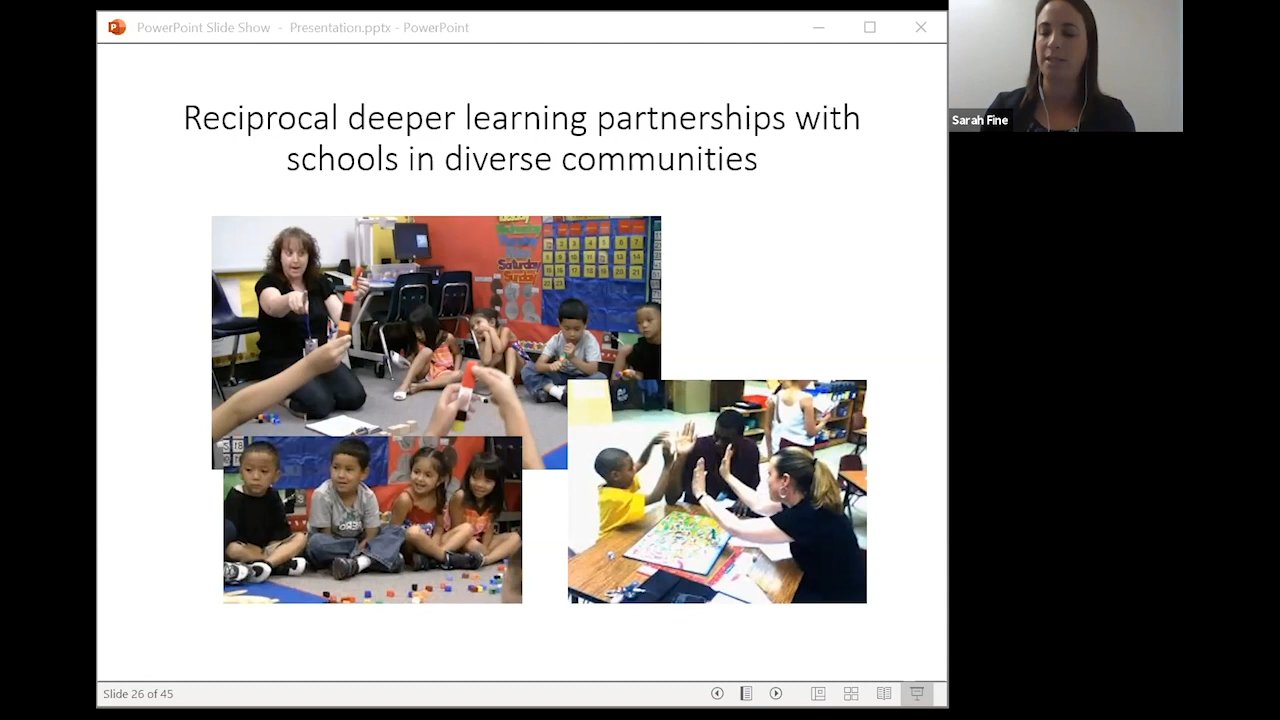 PowerPoint Slide Show - Presentation.pptx - PowerPoint
Sarah Fine
Reciprocal deeper learning partnerships with
schools in diverse communities
Saturday
Sunday
Slide 26 of 45